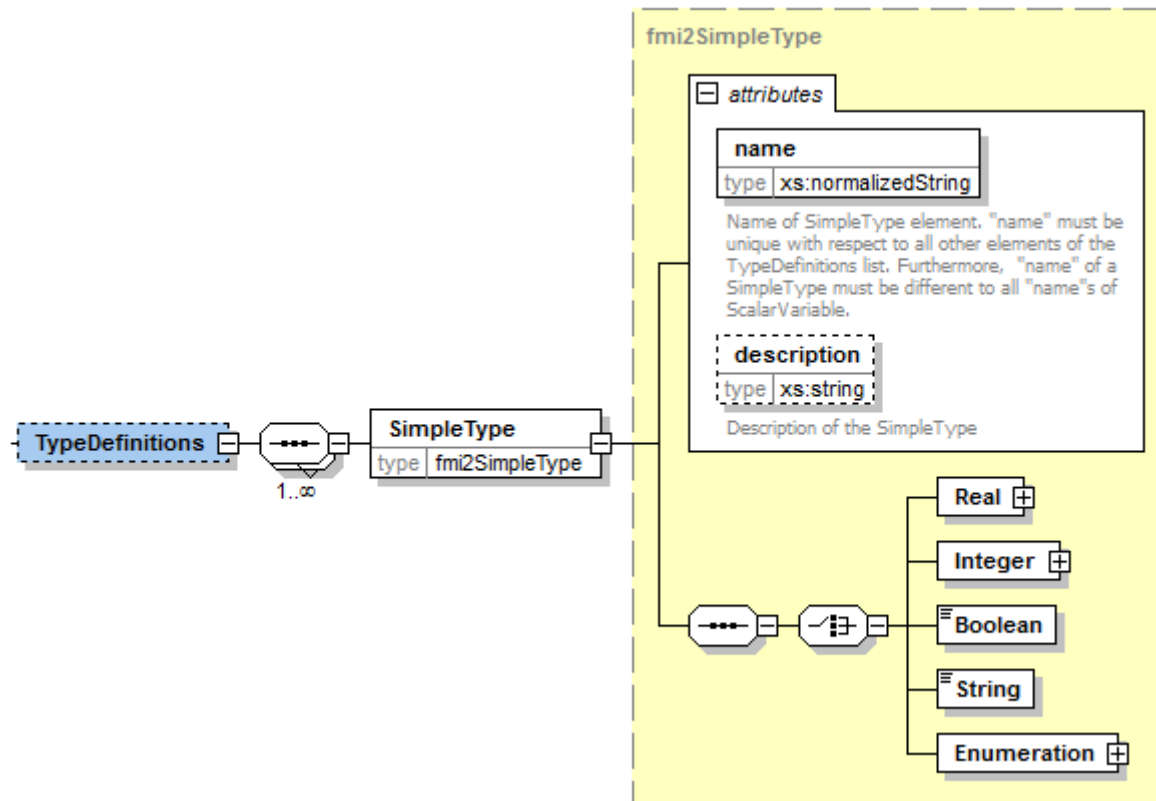 fmi2SimpleType
attributes
name
type xs:normalizedString
Name of SimpleType element. "name" must be
unique with respect to all other elements of the
TypeDefinitions list. Furthermore,  "name" of a
SimpleType must be different to all "name"s of
ScalarVariable.
description
type xs:string
Description of the SimpleType
TypeDefinitions
1..∞
SimpleType
type fmi2SimpleType
Real
Integer
Boolean
String
Enumeration